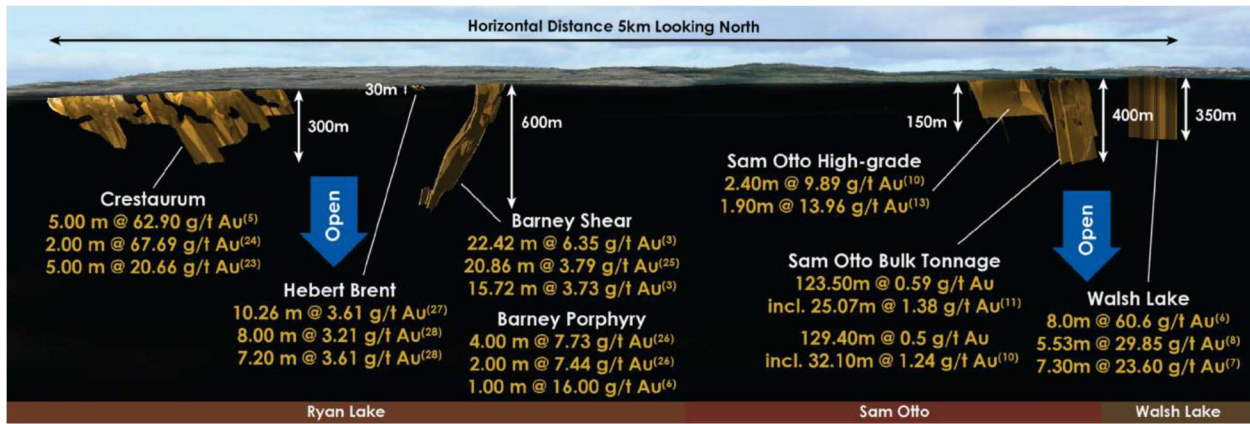 Horizontal Distance 5km Looking North
30m
300m
600m
150m
400m
350m
Crestaurum
5.00 m @ 62.90 g/t Au(5)
2.00 m @ 67.69 g/t Au(24)
5.00 m @ 20.66 g/t Au(23)
Open
Hebert Brent
10.26 m @ 3.61 g/t Au(27)
8.00 m @ 3.21 g/t Au(28)
7.20 m @ 3.61 g/t Au(28)
Barney Shear
22.42 m @ 6.35 g/t Au(3)
20.86 m @ 3.79 g/t Au(25)
15.72 m @ 3.73 g/t Au(3)
Barney Porphyry
4.00 m @ 7.73 g/t Au(26)
2.00 m @ 7.44 g/t Au(26)
1.00 m @ 16.00 g/t Au(6)
Sam Otto High-grade
2.40m @ 9.89 g/t Au(10)
1.90m @ 13.96 g/t Au(13)
Sam Otto Bulk Tonnage
123.50m @ 0.59 g/t Au
incl. 25.07m @ 1.38 g/t Au(11)
129.40m @ 0.5 g/t Au
incl. 32.10m @ 1.24 g/t Au(10)
Open
Walsh Lake
8.0m @ 60.6 g/t Au(6)
5.53m @ 29.85 g/t Au(8)
7.30m @ 23.60 g/t Au(7)
Ryan Lake
Sam Otto
Walsh Lake